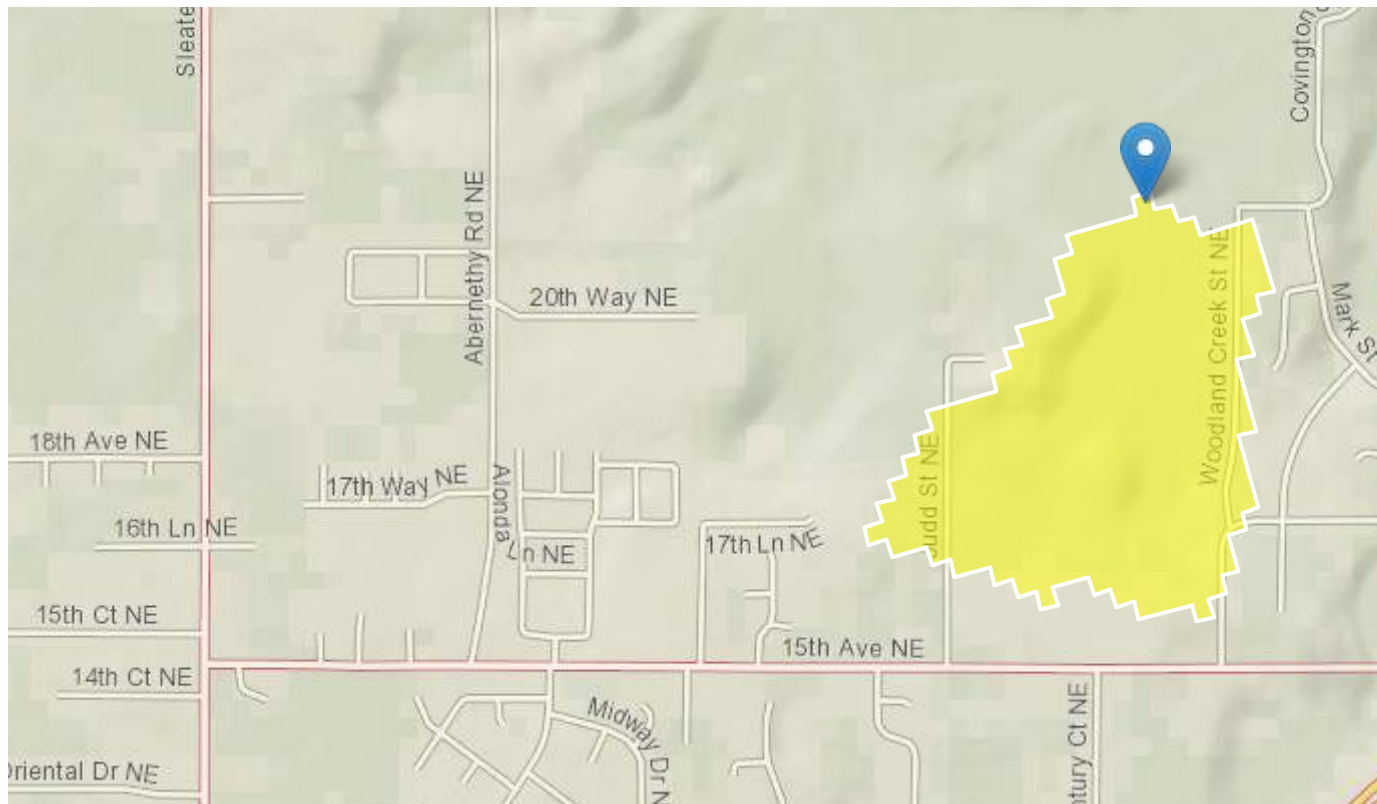 Sleate
Covington
Abernethy Rd NE
20th Way NE
Woodland Creek St NE
Mark St
18th Ave NE
17th Way NE
Alonda Ln NE
Judd St NE
16th Ln NE
17th Ln NE
15th Ct NE
15th Ave NE
14th Ct NE
Midway Dr N
ntury Ct NE
Oriental Dr NE